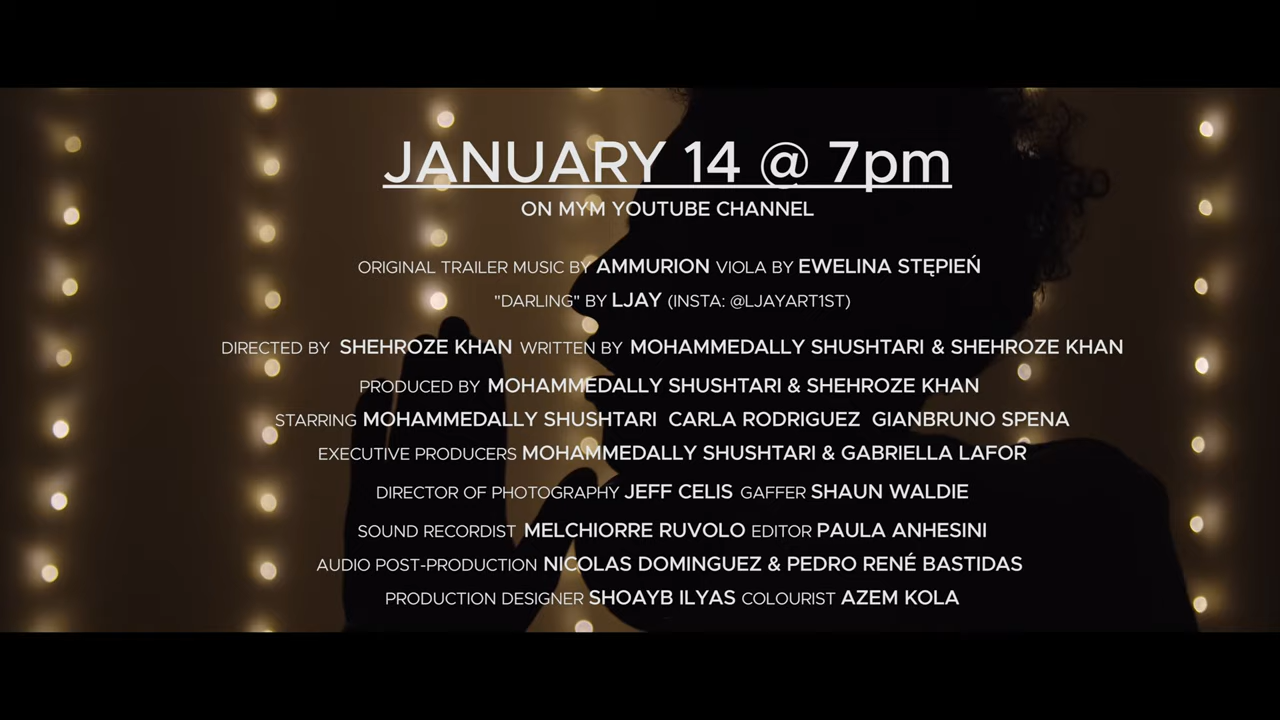 JANUARY 14 @ 7pm
ON MYM YOUTUBE CHANNEL
ORIGINAL TRAILER MUSIC BY AMMURION VIOLA BY EWELINA STĘPIEŃ
"DARLING" BY LJAY (INSTA: @LJAYART1ST)
DIRECTED BY SHEHROZE KHAN WRITTEN BY MOHAMMEDALLY SHUSHTARI & SHEHROZE KHAN
PRODUCED BY MOHAMMEDALLY SHUSHTARI & SHEHROZE KHAN
STARRING MOHAMMEDALLY SHUSHTARI CARLA RODRIGUEZ GIANBRUNO SPENA
EXECUTIVE PRODUCERS MOHAMMEDALLY SHUSHTARI & GABRIELLA LAFOR
DIRECTOR OF PHOTOGRAPHY JEFF CELIS GAFFER SHAUN WALDIE
SOUND RECORDIST MELCHIORRE RUVOLO EDITOR PAULA ANHESINI
AUDIO POST-PRODUCTION NICOLAS DOMINGUEZ & PEDRO RENÉ BASTIDAS
PRODUCTION DESIGNER SHOAYB ILYAS COLOURIST AZEM KOLA